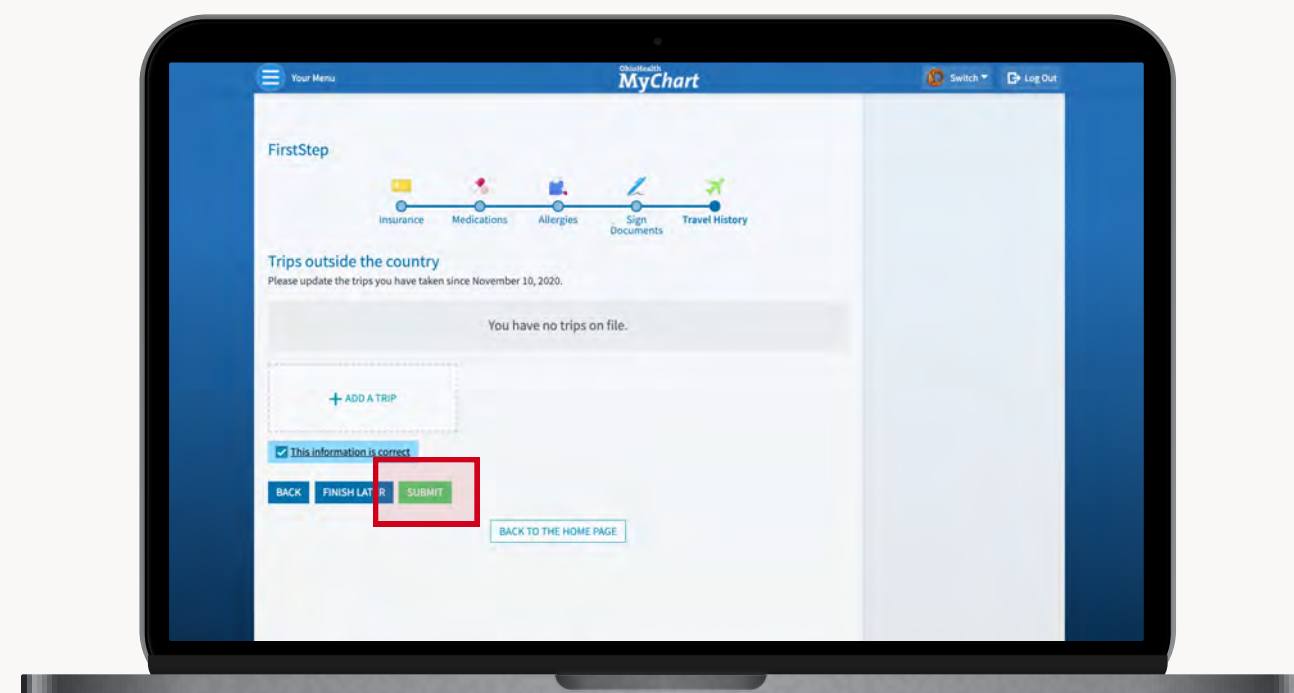 Your Menu
OhioHealth
MyChart
Switch
Log Out
FirstStep
Insurance
Medications
Allergies
Sign
Documents
Travel History
Trips outside the country
Please update the trips you have taken since November 10, 2020.
You have no trips on file.
+ ADD A TRIP
This information is correct
BACK
FINISH LATER
SUBMIT
BACK TO THE HOME PAGE